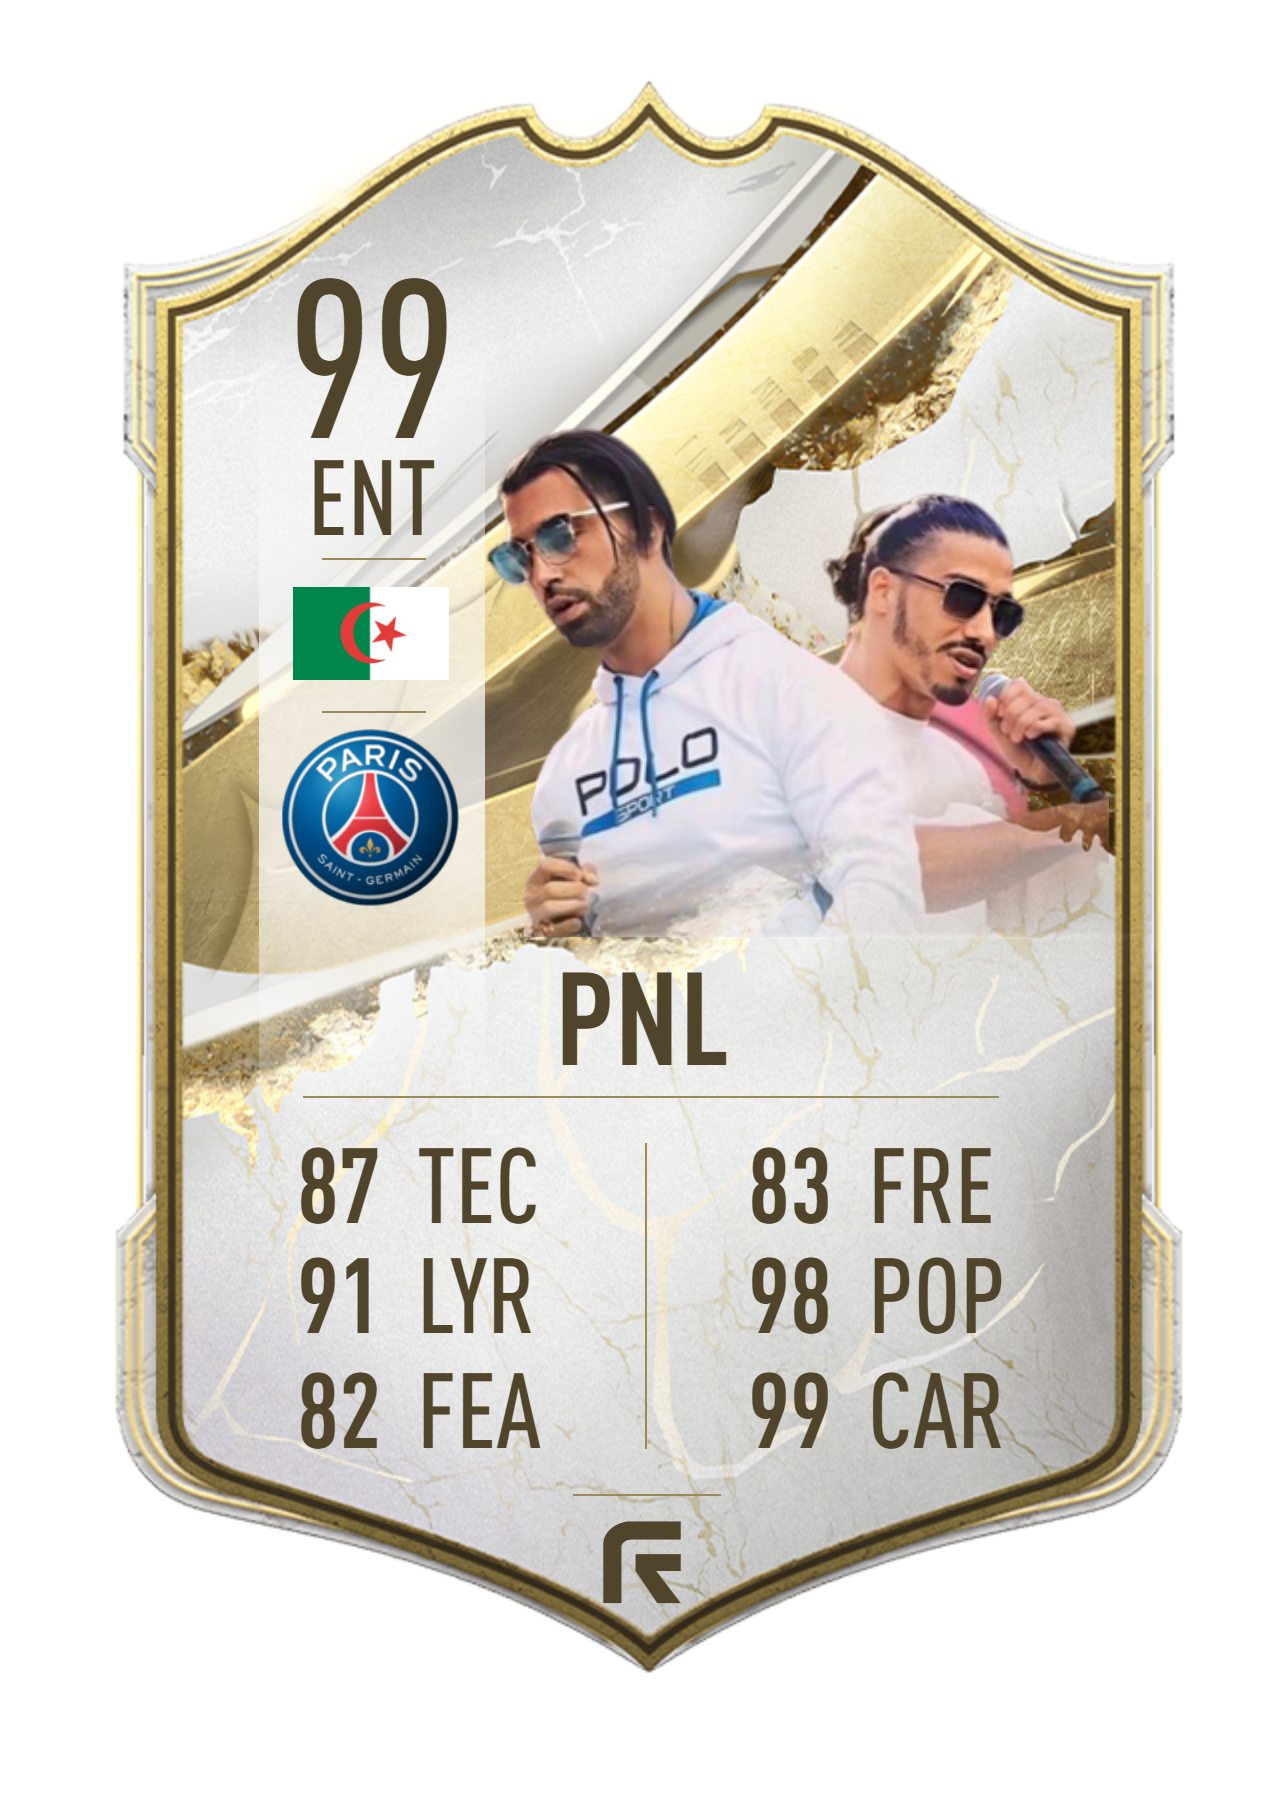 99
ENT
PARIS
SAINT - GERMAIN
POLO
SPORT
PNL
87 TEC
91 LYR
82 FEA
83 FRE
98 POP
99 CAR